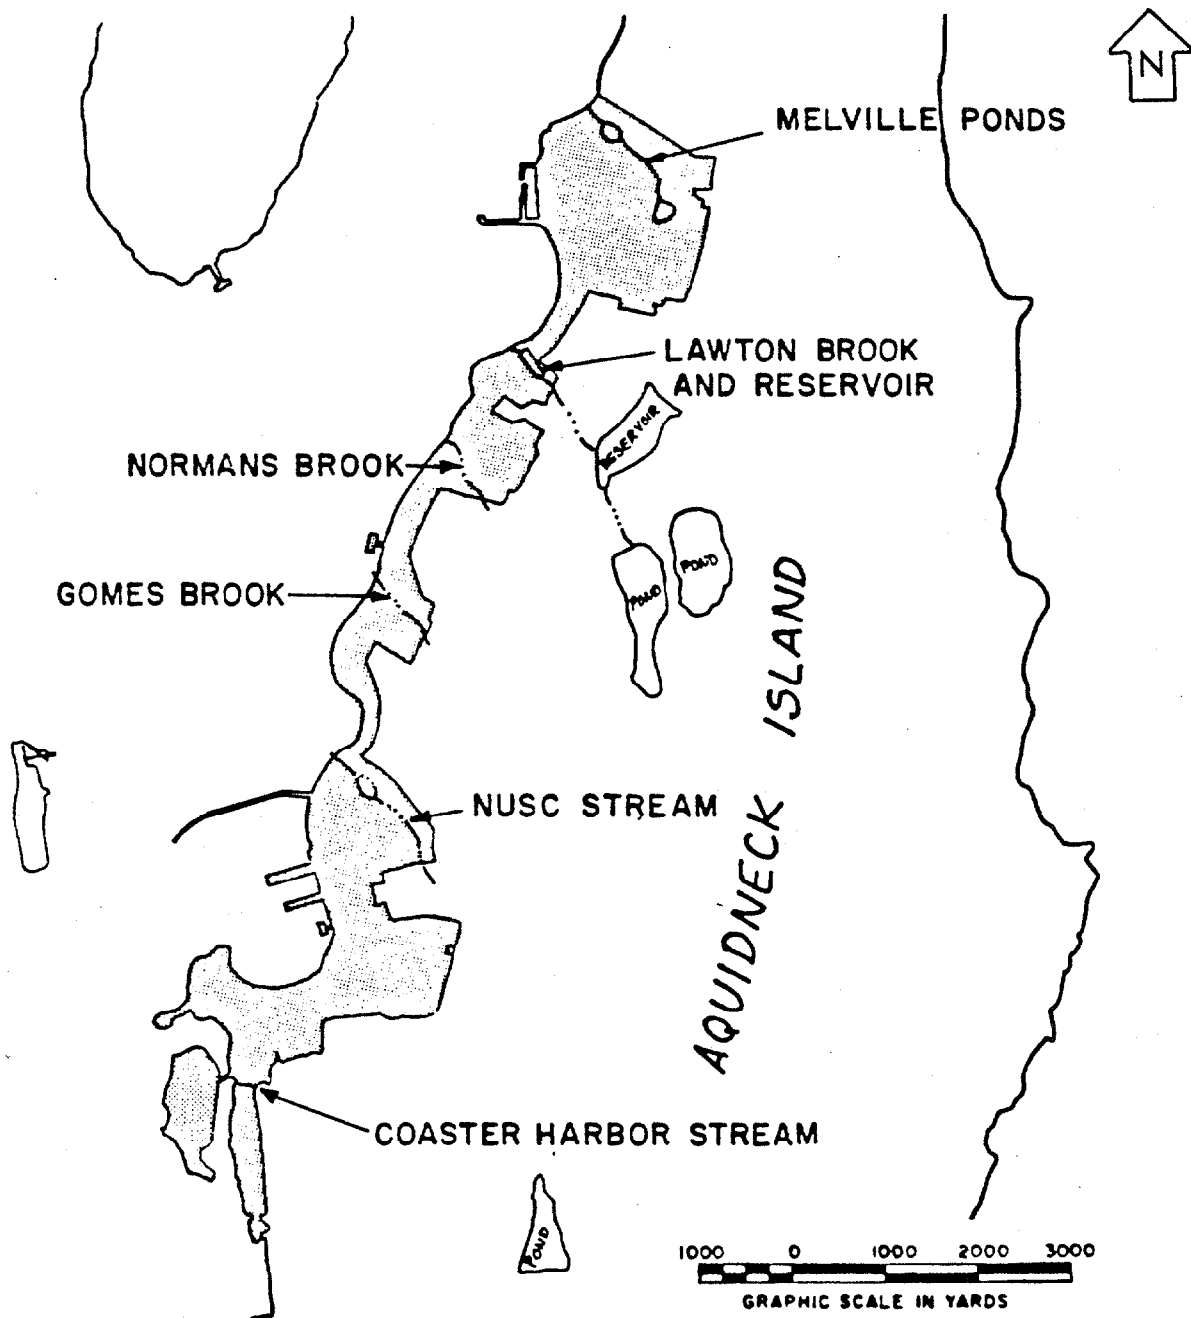 N
MELVILLE PONDS
LAWTON BROOK
AND RESERVOIR
RESERVOIR
NORMANS BROOK
POND
POND
GOMES BROOK
AQUIDNECK ISLAND
NUSC STREAM
COASTER HARBOR STREAM
POND
1000 0 1000 2000 3000
GRAPHIC SCALE IN YARDS